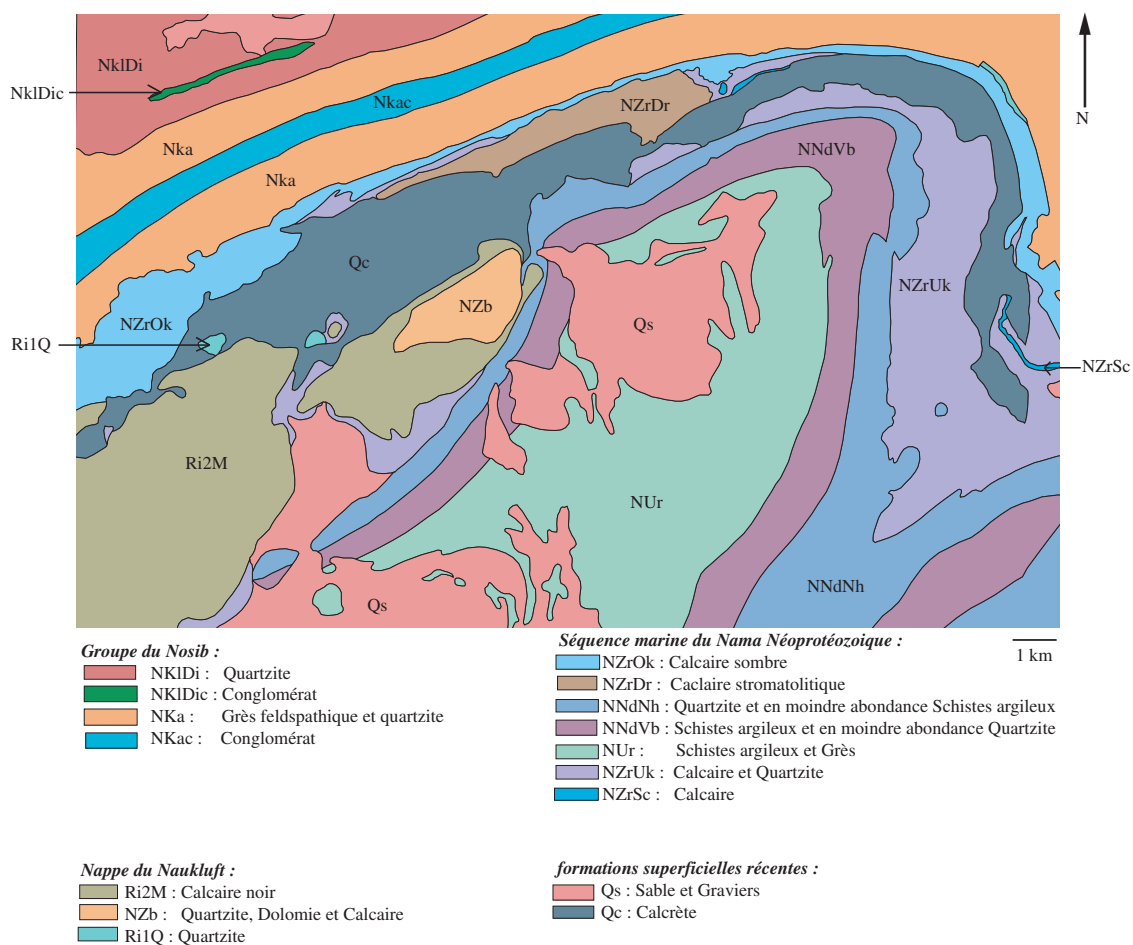 NklDi
NklDic
Nkac
NZrDr
N
Nka
NNdVb
Nka
Qc
NZrUk
NZb
NZrOk
Qs
Ri1Q
NZrSc
Ri2M
NUr
NNdNh
Qs
Groupe du Nosib :
NKlDi : Quartzite
NKlDic : Conglomérat
NKa : Grès feldspathique et quartzite
NKac : Conglomérat
Séquence marine du Nama Néoprotéozoique :
NZrOk : Calcaire sombre
NZrDr : Caclaire stromatolitique
NNdNh : Quartzite et en moindre abondance Schistes argileux
NNdVb : Schistes argileux et en moindre abondance Quartzite
NUr : Schistes argileux et Grès
NZrUk : Calcaire et Quartzite
NZrSc : Calcaire
1 km
Nappe du Naukluft :
Ri2M : Calcaire noir
NZb : Quartzite, Dolomie et Calcaire
Ri1Q : Quartzite
formations superficielles récentes :
Qs : Sable et Graviers
Qc : Calcrète